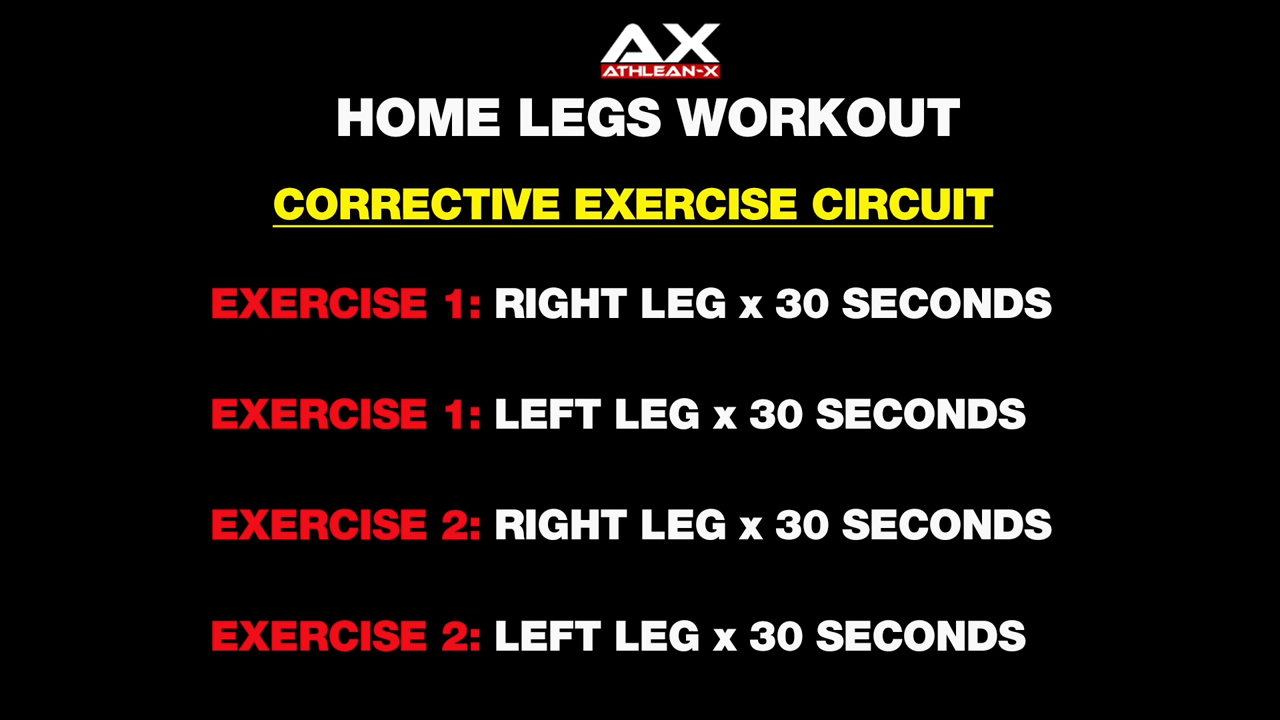 AX
ATHLEAN-X
HOME LEGS WORKOUT
CORRECTIVE EXERCISE CIRCUIT
EXERCISE 1: RIGHT LEG x 30 SECONDS
EXERCISE 1: LEFT LEG x 30 SECONDS
EXERCISE 2: RIGHT LEG x 30 SECONDS
EXERCISE 2: LEFT LEG x 30 SECONDS